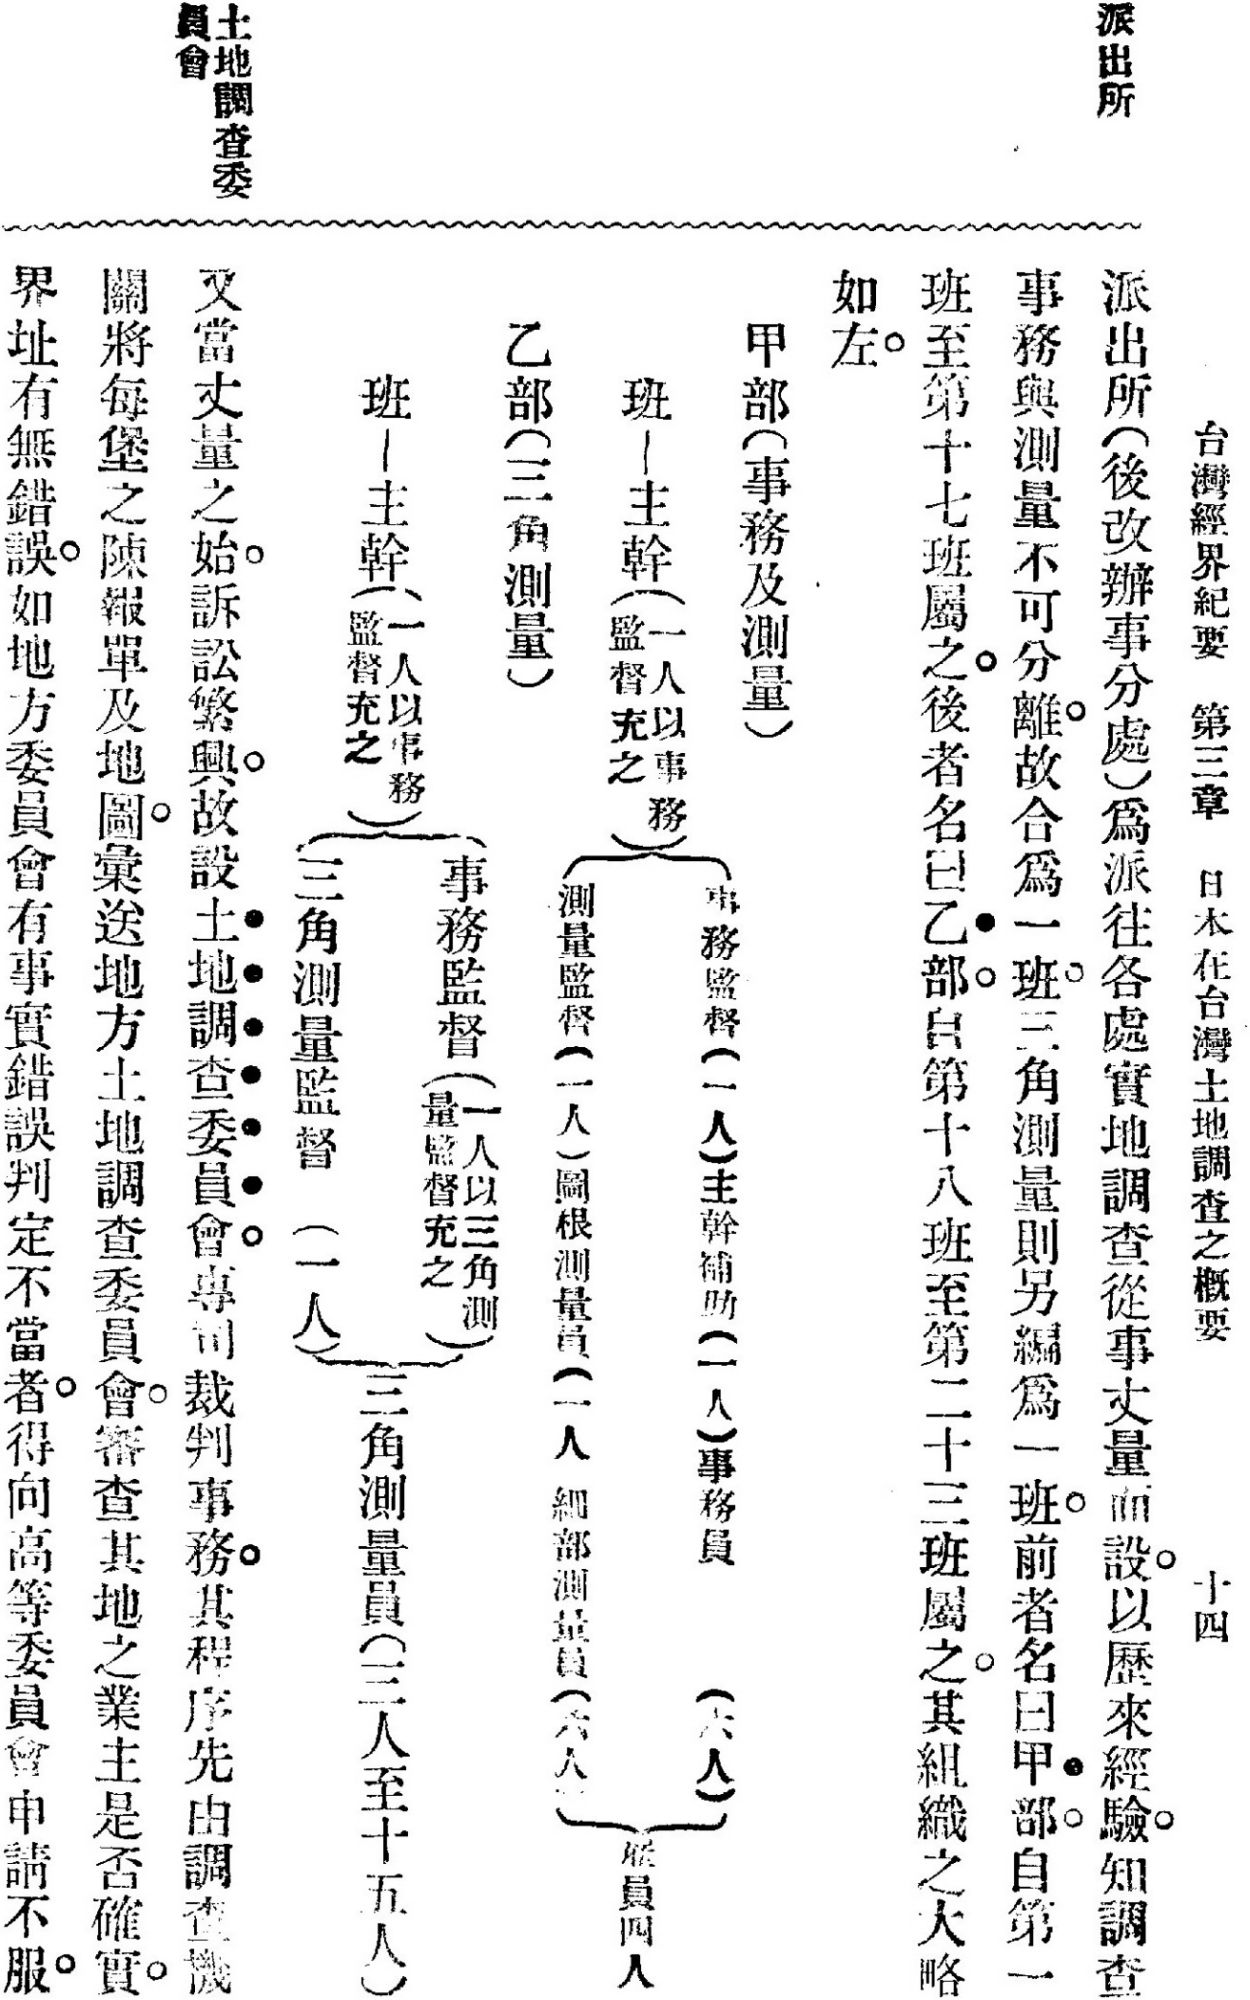 台灣經界紀要　第三章　日本在台灣土地調查之概要　十四
派出所
派出所（後改辦事分處）爲派往各處實地調查從事丈量而設。以歷來經驗。知調查
事務與測量不可分離。故合爲一班。三角測量則另編爲一班。前者名曰甲部。自第一
班至第十七班屬之。後者名曰乙部。自第十八班至第二十三班屬之。其組織之大略
如左。
甲部（事務及測量）
班—主幹（一人以事務監督充之）
事務監督（一人）主幹補助（一人）事務員（六人）
測量監督（一人）圖根測量員（一人 細部測量員（六人）
雇員四人
乙部（三角測量）
班—主幹（一人以事務監督充之）
事務監督（一人以三角測量監督充之）
三角測量監督（一人）
三角測量員（三人至十五人）
土地調查委
員會
又當丈量之始。訴訟繁興。故設土地調查委員會。專司裁判事務。其程序先由調查機
關將每堡之陳報單及地圖。彙送地方土地調查委員會。審查其地之業主是否確實。
界址有無錯誤。如地方委員會有事實錯誤判定不當者。得向高等委員會申請不服。